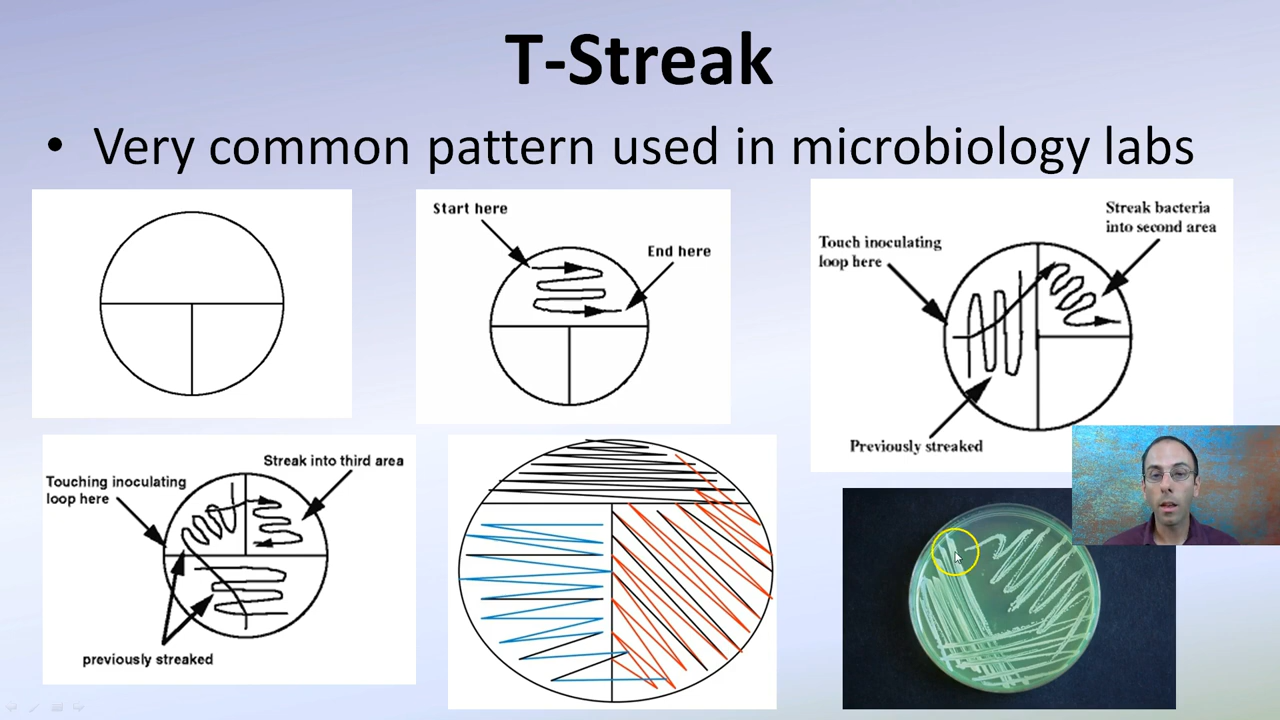 T-Streak
• Very common pattern used in microbiology labs
Start here
End here
Touch inoculating
loop here
Streak bacteria
into second area
Previously streaked
Touching inoculating
loop here
Streak into third area
previously streaked